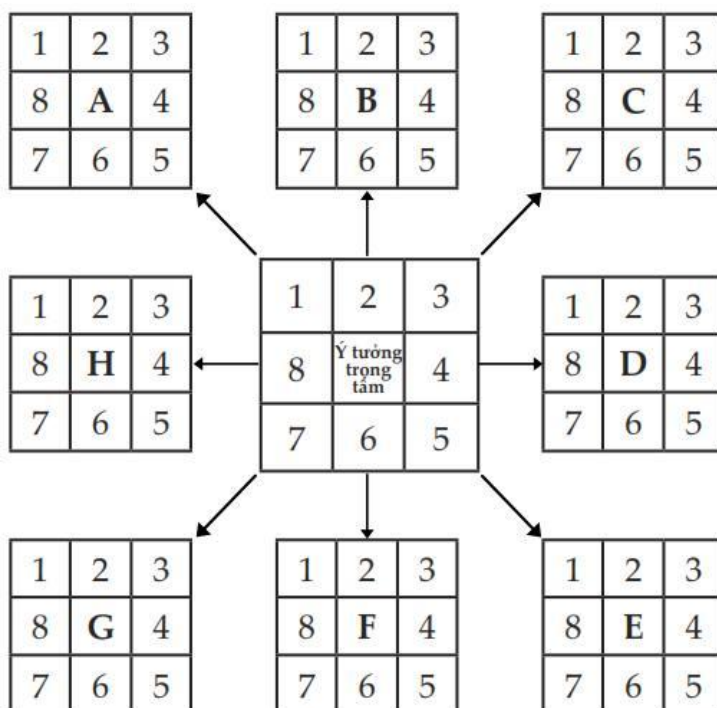 1 2 3 1 2 3 1 2 3
8 A 4 8 B 4 8 C 4
7 6 5 7 6 5 7 6 5
1 2 3
8 Ý tưởng trọng tâm 4
7 6 5
1 2 3 1 2 3
8 H 4 8 D 4
7 6 5 7 6 5
1 2 3 1 2 3 1 2 3
8 G 4 8 F 4 8 E 4
7 6 5 7 6 5 7 6 5